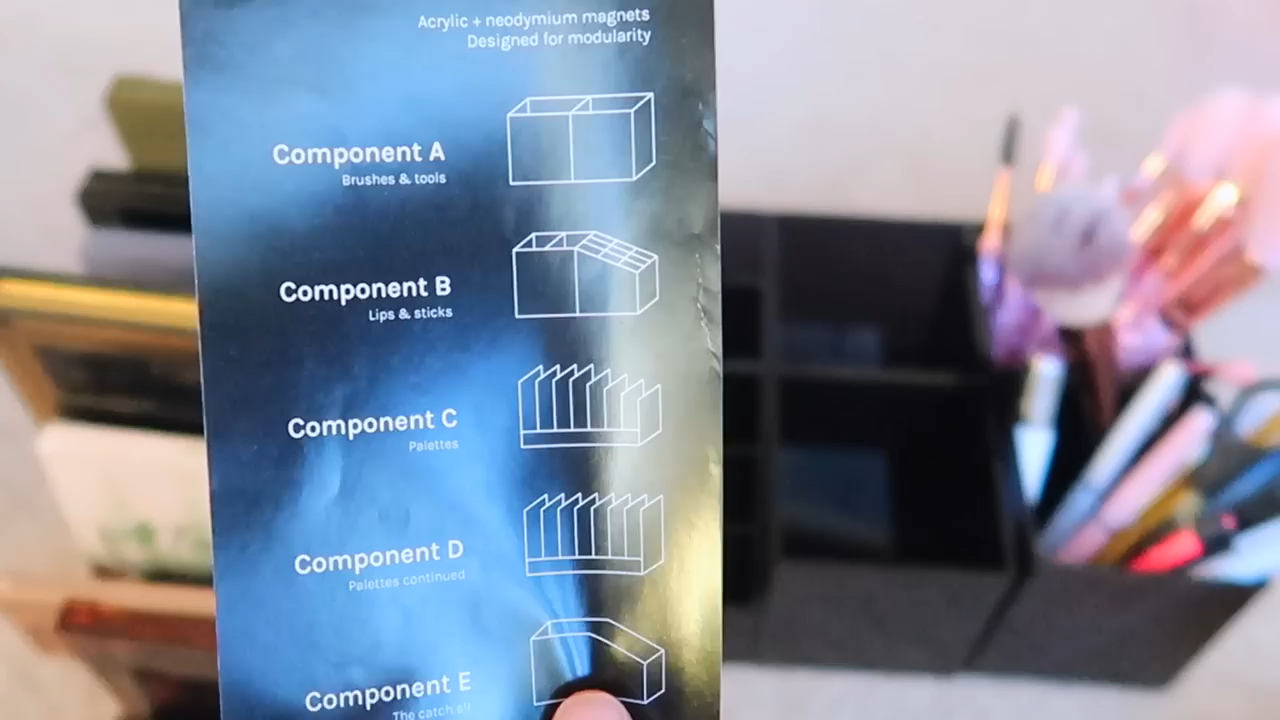 Acrylic + neodymium magnets
Designed for modularity
Component A
Brushes & tools
Component B
Lips & sticks
Component C
Palettes
Component D
Palettes continued
Component E
The catch all